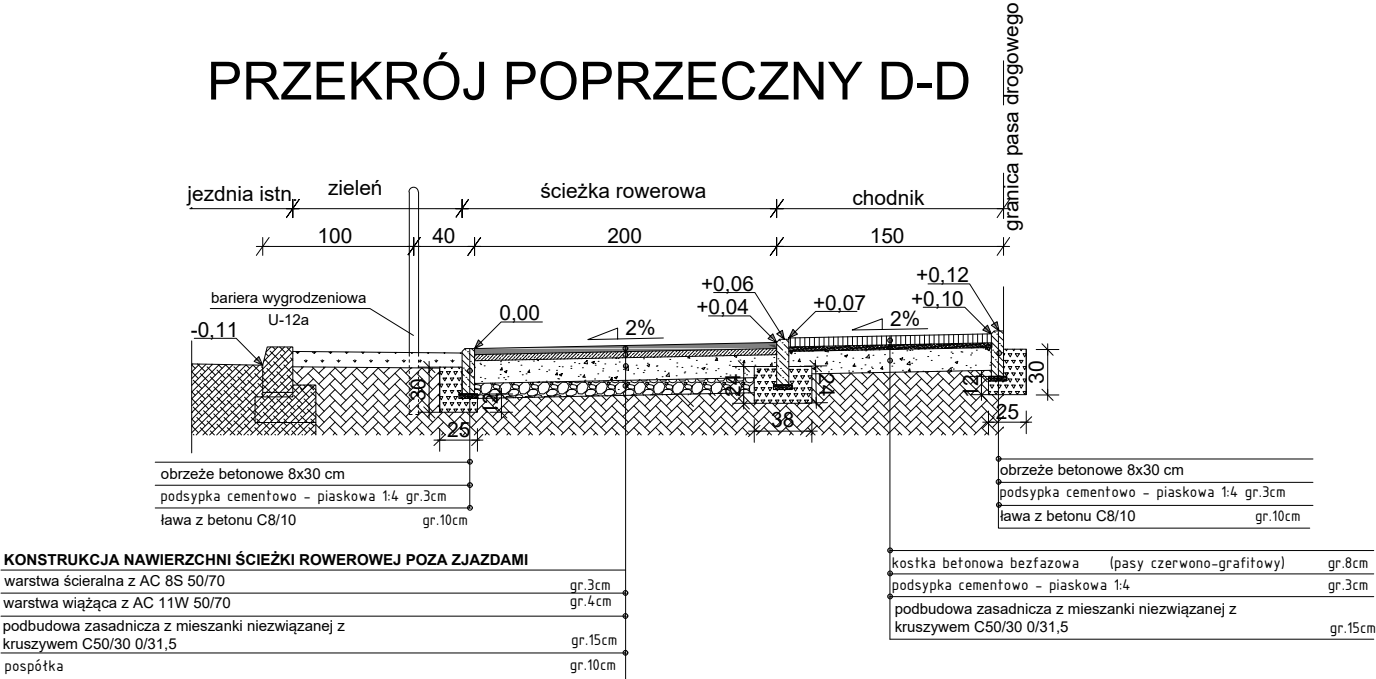 PRZEKRÓJ POPRZECZNY D-D
granica pasa drogowego
jezdnia istn.
zieleń
ścieżka rowerowa
chodnik
100
40
200
150
bariera wygrodzeniowa
U-12a
-0,11
0,00
2%
+0,06
+0,04
+0,07
2%
+0,12
+0,10
30
12
25
24
24
38
12
30
25
obrzeże betonowe 8x30 cm
podsypka cementowo - piaskowa 1:4 gr.3cm
ława z betonu C8/10 gr.10cm
obrzeże betonowe 8x30 cm
podsypka cementowo - piaskowa 1:4 gr.3cm
ława z betonu C8/10 gr.10cm
KONSTRUKCJA NAWIERZCHNI ŚCIEŻKI ROWEROWEJ POZA ZJAZDAMI
warstwa ścieralna z AC 8S 50/70 gr.3cm
warstwa wiążąca z AC 11W 50/70 gr.4cm
podbudowa zasadnicza z mieszanki niezwiązanej z
kruszywem C50/30 0/31,5 gr.15cm
pospółka gr.10cm
kostka betonowa bezfazowa (pasy czerwono-grafitowy) gr.8cm
podsypka cementowo - piaskowa 1:4 gr.3cm
podbudowa zasadnicza z mieszanki niezwiązanej z
kruszywem C50/30 0/31,5 gr.15cm